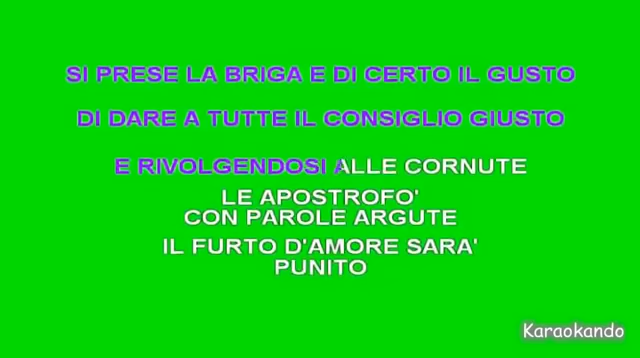 SI PRESE LA BRIGA E DI CERTO IL GUSTO
DI DARE A TUTTE IL CONSIGLIO GIUSTO
E RIVOLGENDOSI ALLE CORNUTE
LE APOSTROFO'
CON PAROLE ARGUTE
IL FURTO D'AMORE SARA'
PUNITO
Karaokando